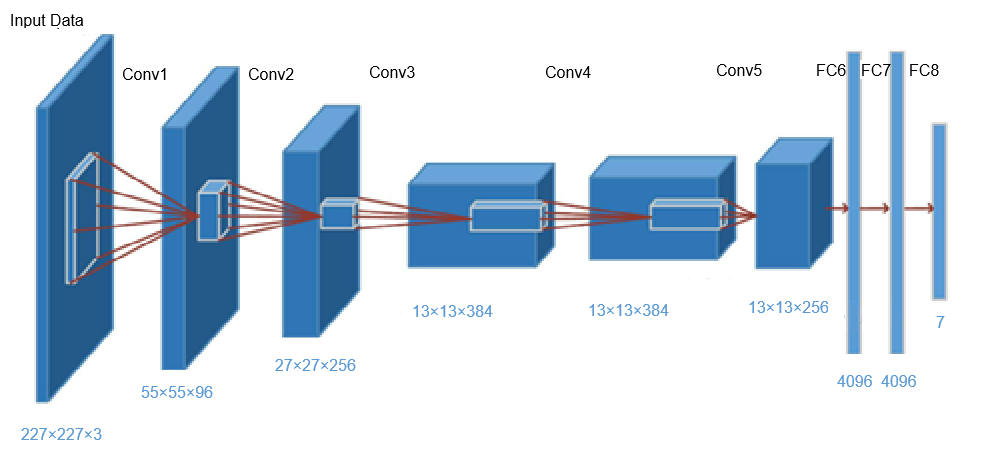 Input Data
Conv1
Conv2
Conv3
Conv4
Conv5
FC6
FC7
FC8
227×227×3
55×55×96
27×27×256
13×13×384
13×13×384
13×13×256
4096
4096
7